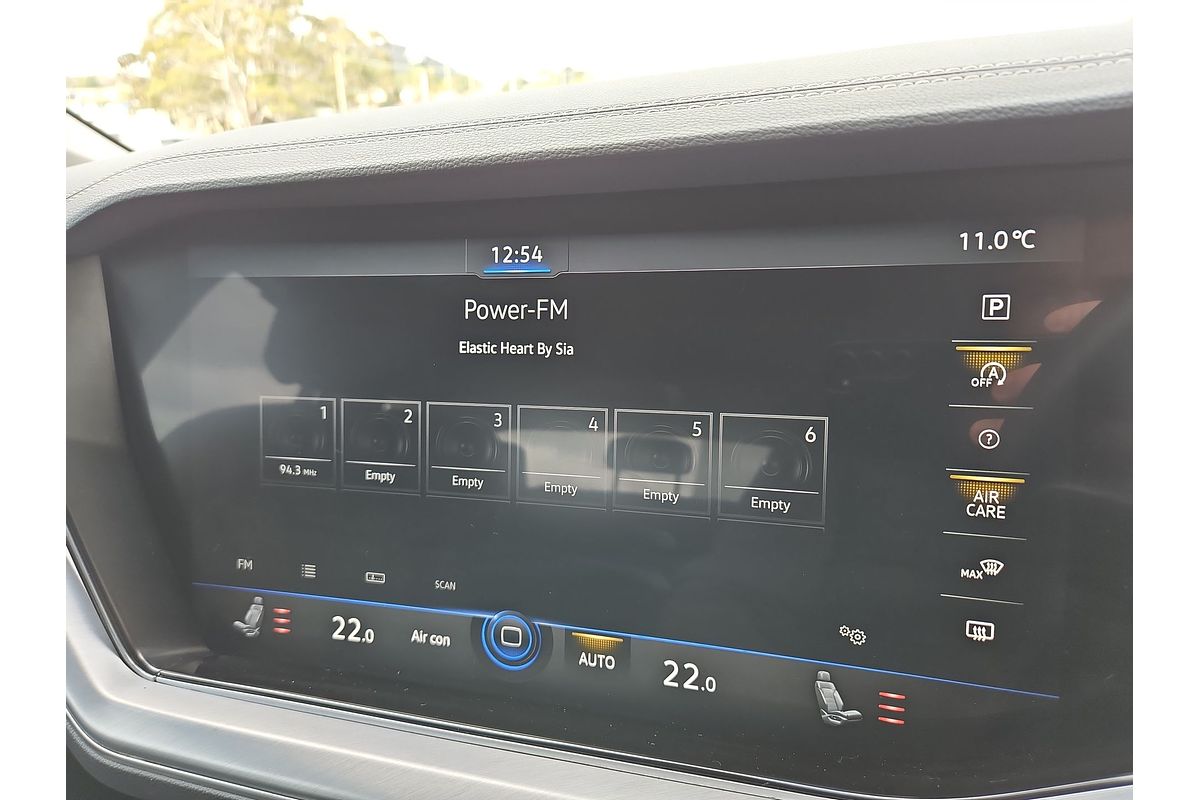 12:54
11.0°C
Power-FM
Elastic Heart By Sia
P
A
OFF
?
1 2 3 4 5 6
94.3 MHz Empty Empty Empty Empty Empty
AIR
CARE
MAX
FM
SCAN
22.0 Air con AUTO 22.0